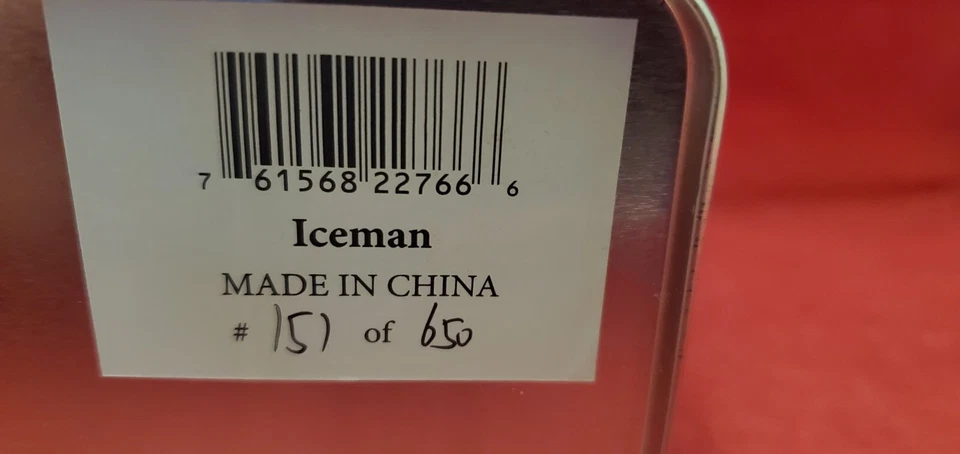 7 61568 22766 6
Iceman
MADE IN CHINA
# 151 of 650